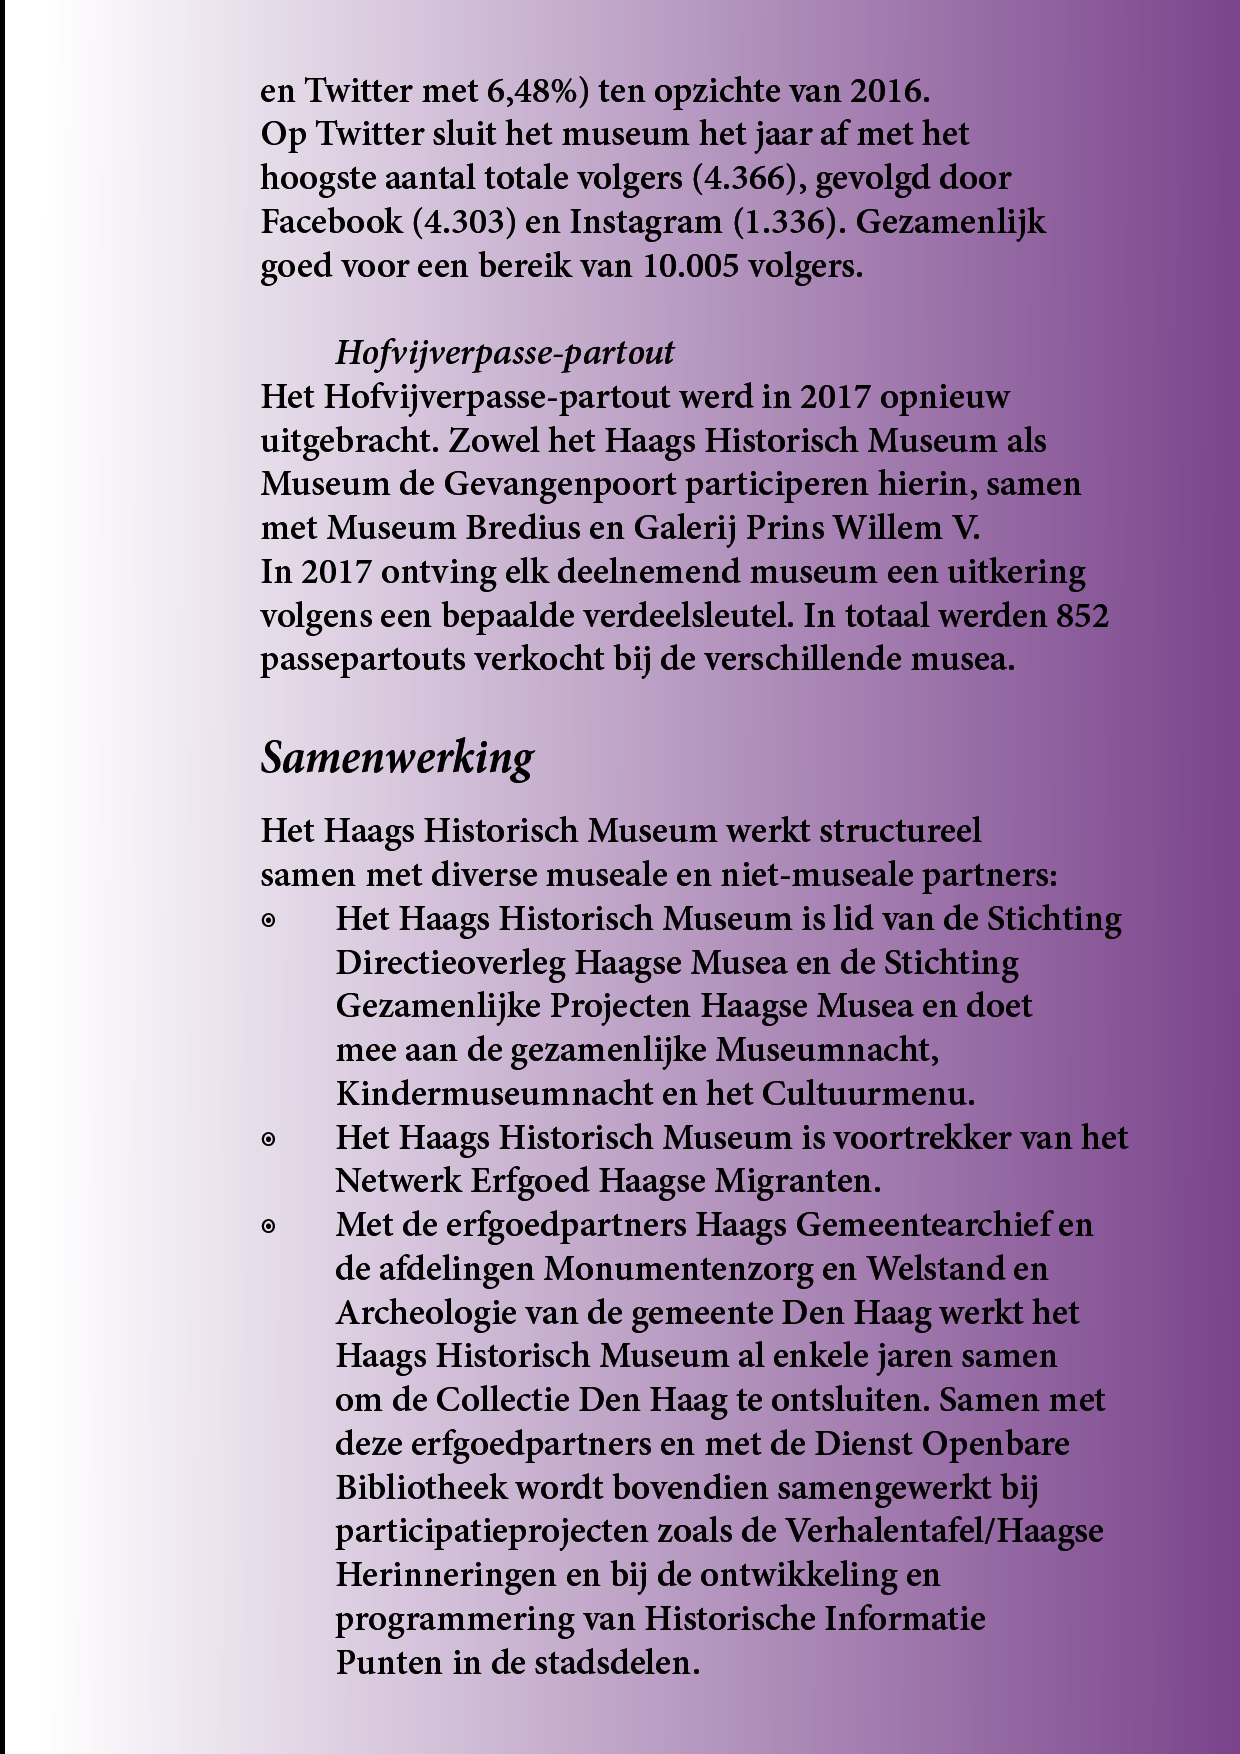 en Twitter met 6,48%) ten opzichte van 2016.
Op Twitter sluit het museum het jaar af met het
hoogste aantal totale volgers (4.366), gevolgd door
Facebook (4.303) en Instagram (1.336). Gezamenlijk
goed voor een bereik van 10.005 volgers.
Hofvijverpasse-partout
Het Hofvijverpasse-partout werd in 2017 opnieuw
uitgebracht. Zowel het Haags Historisch Museum als
Museum de Gevangenpoort participeren hierin, samen
met Museum Bredius en Galerij Prins Willem V.
In 2017 ontving elk deelnemend museum een uitkering
volgens een bepaalde verdeelsleutel. In totaal werden 852
passepartouts verkocht bij de verschillende musea.
Samenwerking
Het Haags Historisch Museum werkt structureel
samen met diverse museale en niet-museale partners:
⊙ Het Haags Historisch Museum is lid van de Stichting
Directieoverleg Haagse Musea en de Stichting
Gezamenlijke Projecten Haagse Musea en doet
mee aan de gezamenlijke Museumnacht,
Kindermuseumnacht en het Cultuurmenu.
⊙ Het Haags Historisch Museum is voortrekker van het
Netwerk Erfgoed Haagse Migranten.
⊙ Met de erfgoedpartners Haags Gemeentearchief en
de afdelingen Monumentenzorg en Welstand en
Archeologie van de gemeente Den Haag werkt het
Haags Historisch Museum al enkele jaren samen
om de Collectie Den Haag te ontsluiten. Samen met
deze erfgoedpartners en met de Dienst Openbare
Bibliotheek wordt bovendien samengewerkt bij
participatieprojecten zoals de Verhalentafel/Haagse
Herinneringen en bij de ontwikkeling en
programmering van Historische Informatie
Punten in de stadsdelen.